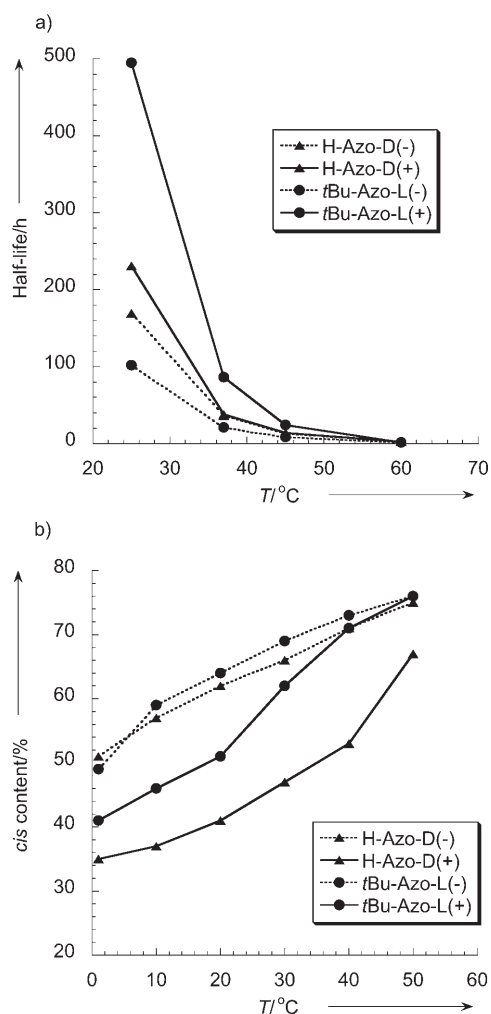 a)
500
400
300
200
100
0
Half-life/h
H-Azo-D(-)
H-Azo-D(+)
tBu-Azo-L(-)
tBu-Azo-L(+)
20 30 40 50 60 70
T/°C
b)
80
70
60
50
40
30
20
cis content/%
H-Azo-D(-)
H-Azo-D(+)
tBu-Azo-L(-)
tBu-Azo-L(+)
0 10 20 30 40 50 60
T/°C